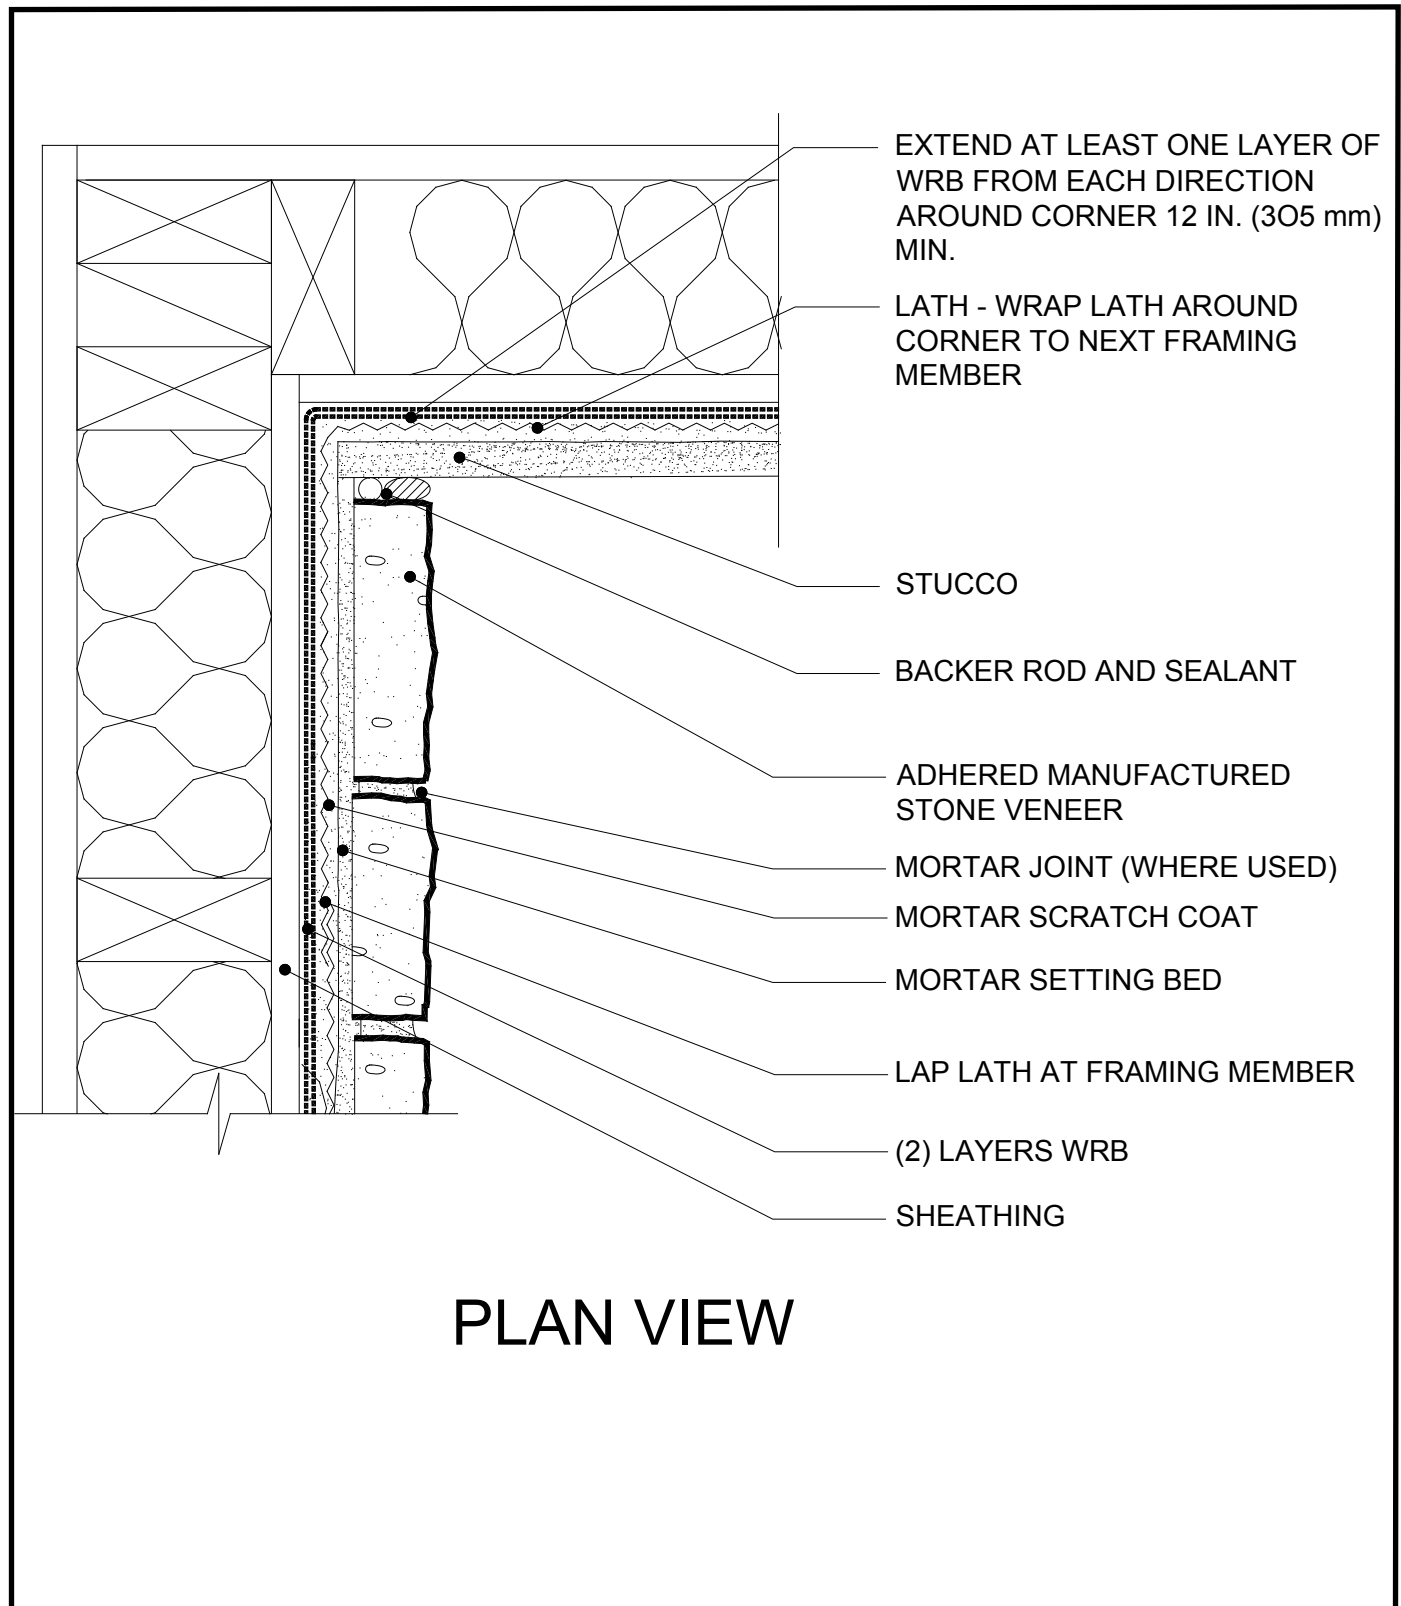 EXTEND AT LEAST ONE LAYER OF
WRB FROM EACH DIRECTION
AROUND CORNER 12 IN. (3O5 mm)
MIN.
LATH - WRAP LATH AROUND
CORNER TO NEXT FRAMING
MEMBER
STUCCO
BACKER ROD AND SEALANT
ADHERED MANUFACTURED
STONE VENEER
MORTAR JOINT (WHERE USED)
MORTAR SCRATCH COAT
MORTAR SETTING BED
LAP LATH AT FRAMING MEMBER
(2) LAYERS WRB
SHEATHING
PLAN VIEW